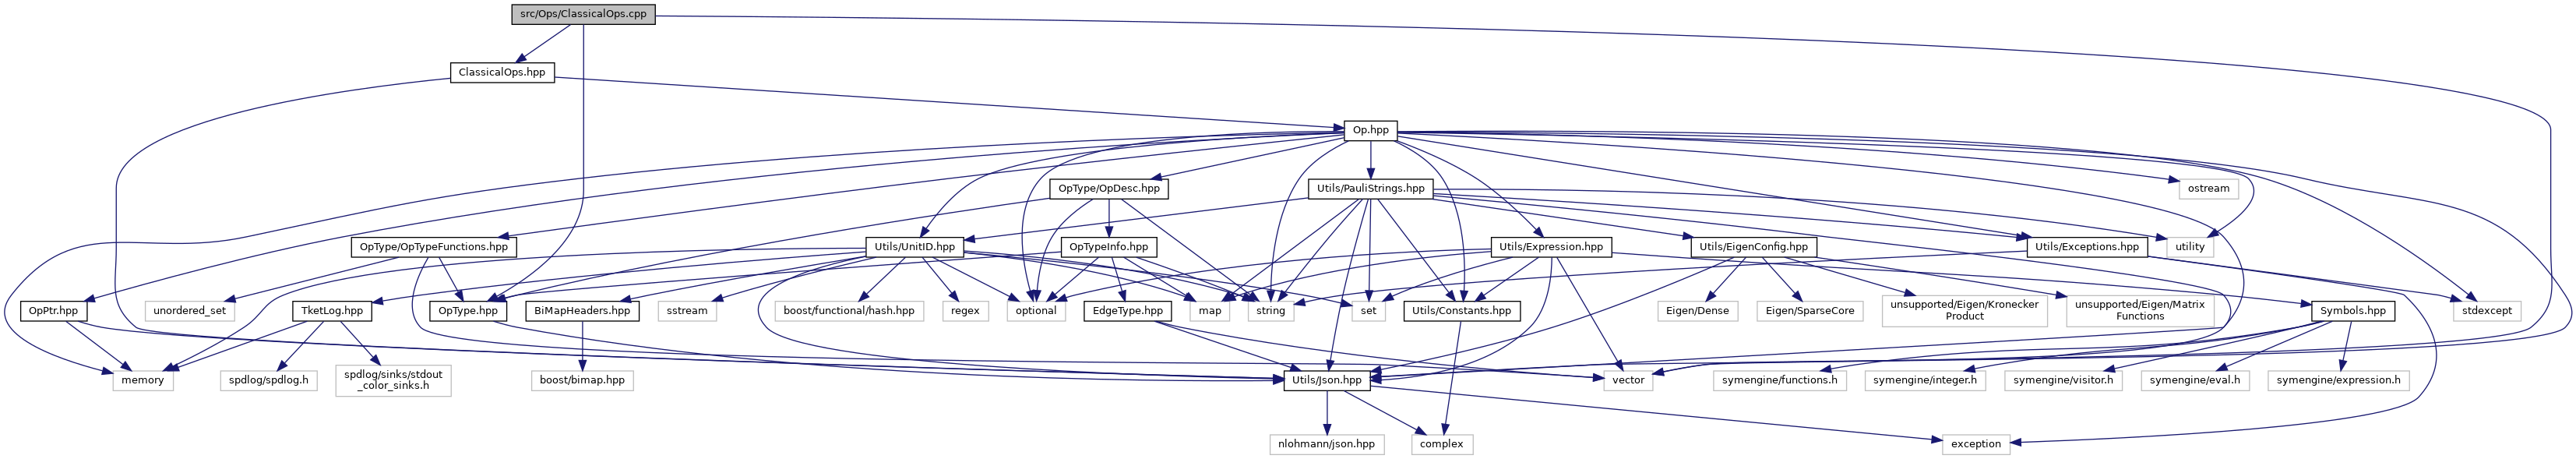 src/Ops/ClassicalOps.cpp
ClassicalOps.hpp
Op.hpp
OpType/OpDesc.hpp
Utils/PauliStrings.hpp
ostream
OpType/OpTypeFunctions.hpp
Utils/UnitID.hpp
OpTypeInfo.hpp
Utils/Expression.hpp
Utils/EigenConfig.hpp
Utils/Exceptions.hpp
utility
OpPtr.hpp
unordered_set
TketLog.hpp
OpType.hpp
BiMapHeaders.hpp
sstream
boost/functional/hash.hpp
regex
optional
EdgeType.hpp
map
string
set
Utils/Constants.hpp
Eigen/Dense
Eigen/SparseCore
unsupported/Eigen/Kronecker
Product
unsupported/Eigen/Matrix
Functions
Symbols.hpp
stdexcept
memory
spdlog/spdlog.h
spdlog/sinks/stdout
_color_sinks.h
boost/bimap.hpp
Utils/Json.hpp
vector
symengine/functions.h
symengine/integer.h
symengine/visitor.h
symengine/eval.h
symengine/expression.h
nlohmann/json.hpp
complex
exception